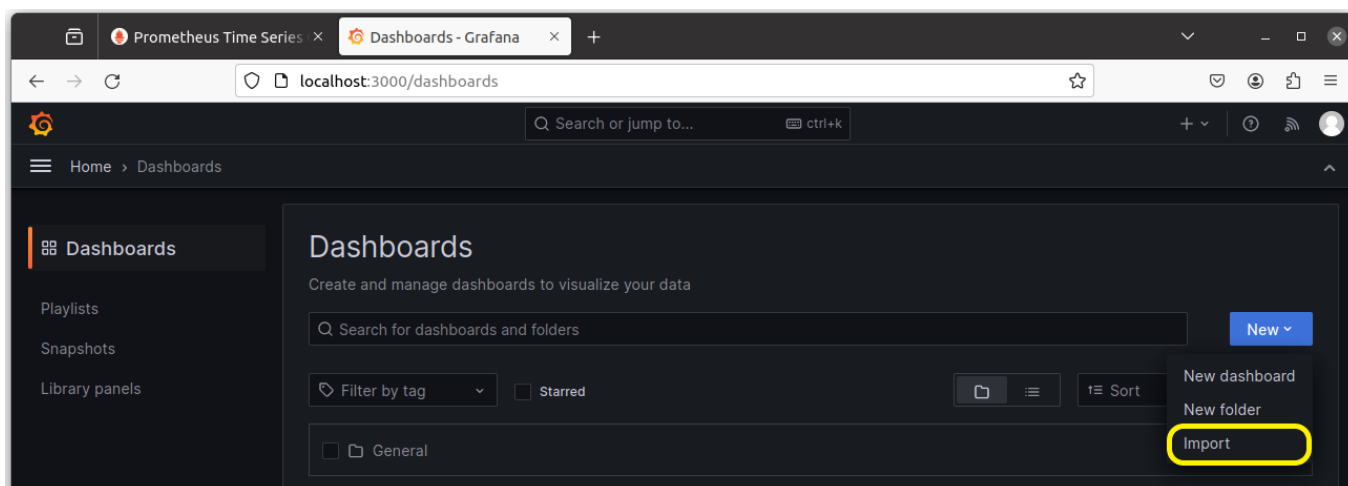 Prometheus Time Series
Dashboards - Grafana
localhost:3000/dashboards
Search or jump to... ctrl+k
Home › Dashboards
Dashboards
Playlists
Snapshots
Library panels
Dashboards
Create and manage dashboards to visualize your data
Search for dashboards and folders
New
Filter by tag
Starred
Sort
New dashboard
New folder
Import
General